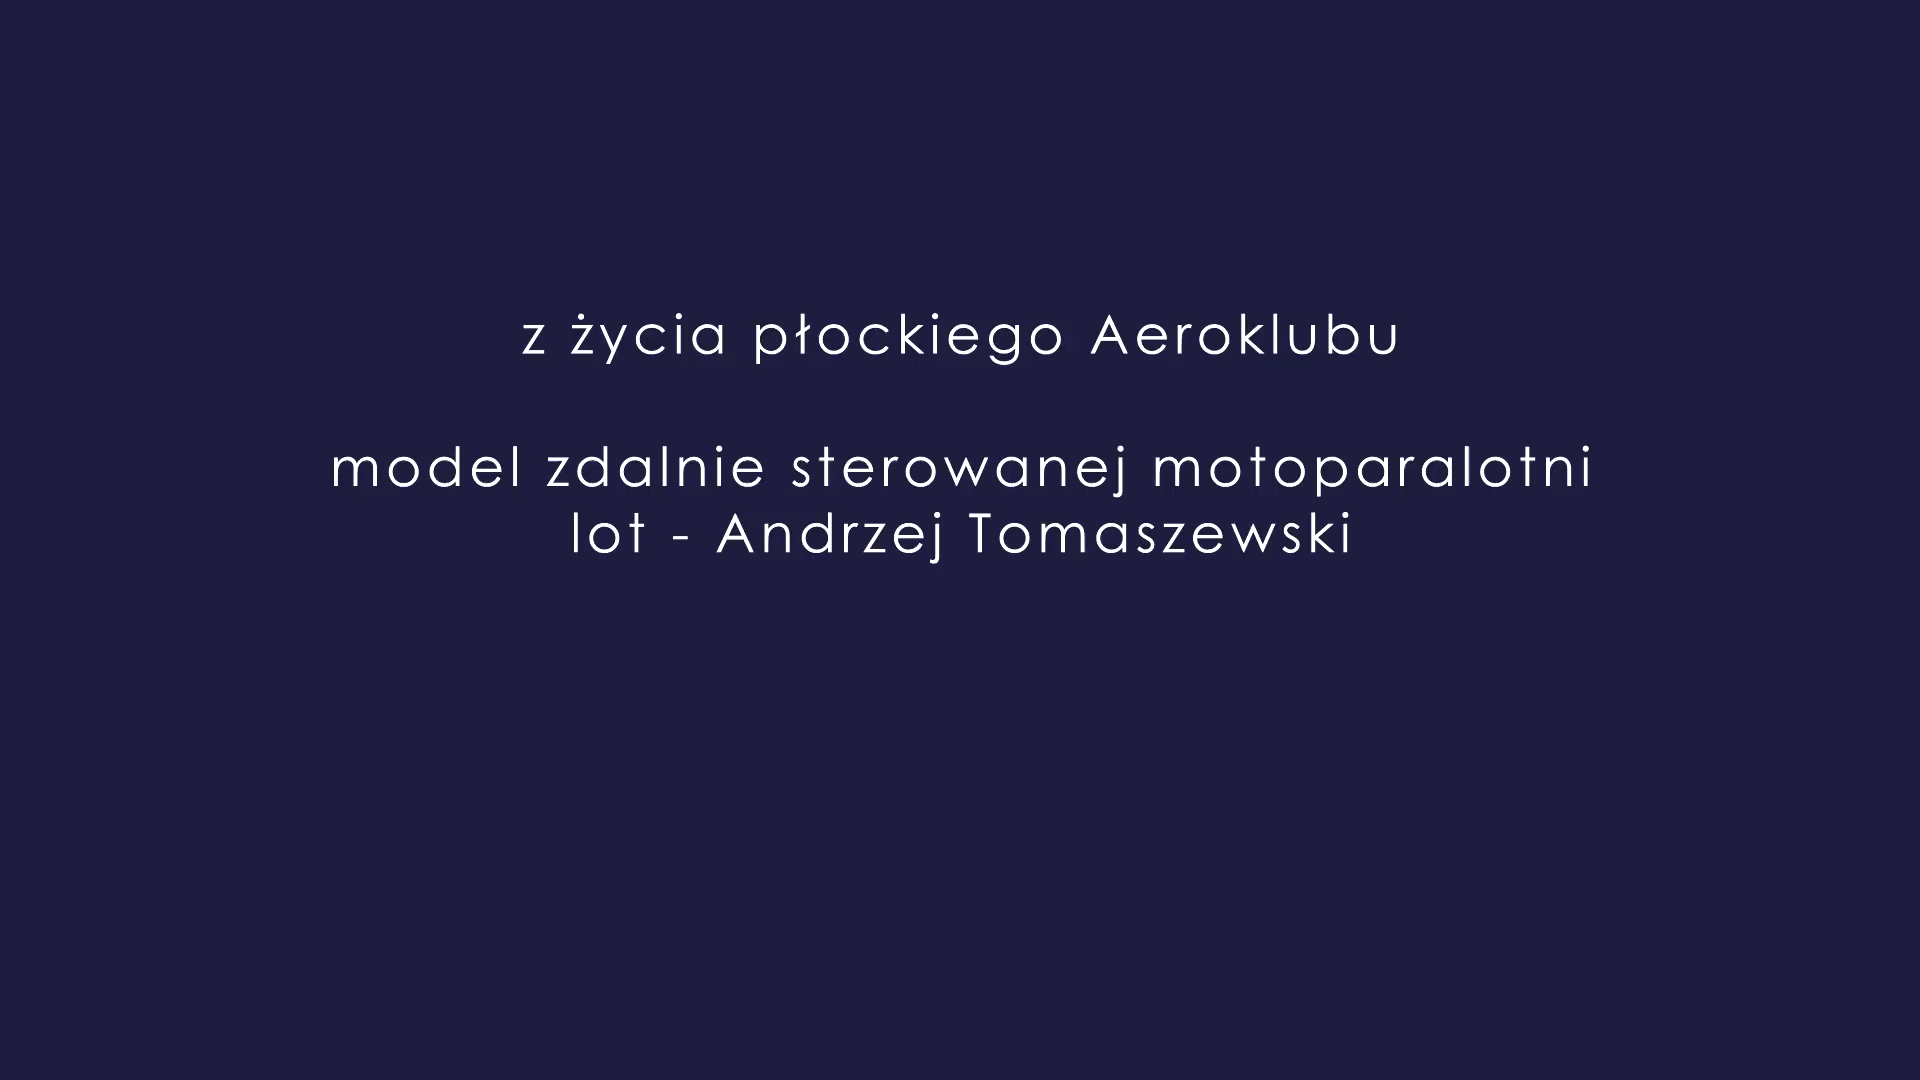 z życia płockiego Aeroklubu
model zdalnie sterowanej motoparalotni
lot - Andrzej Tomaszewski